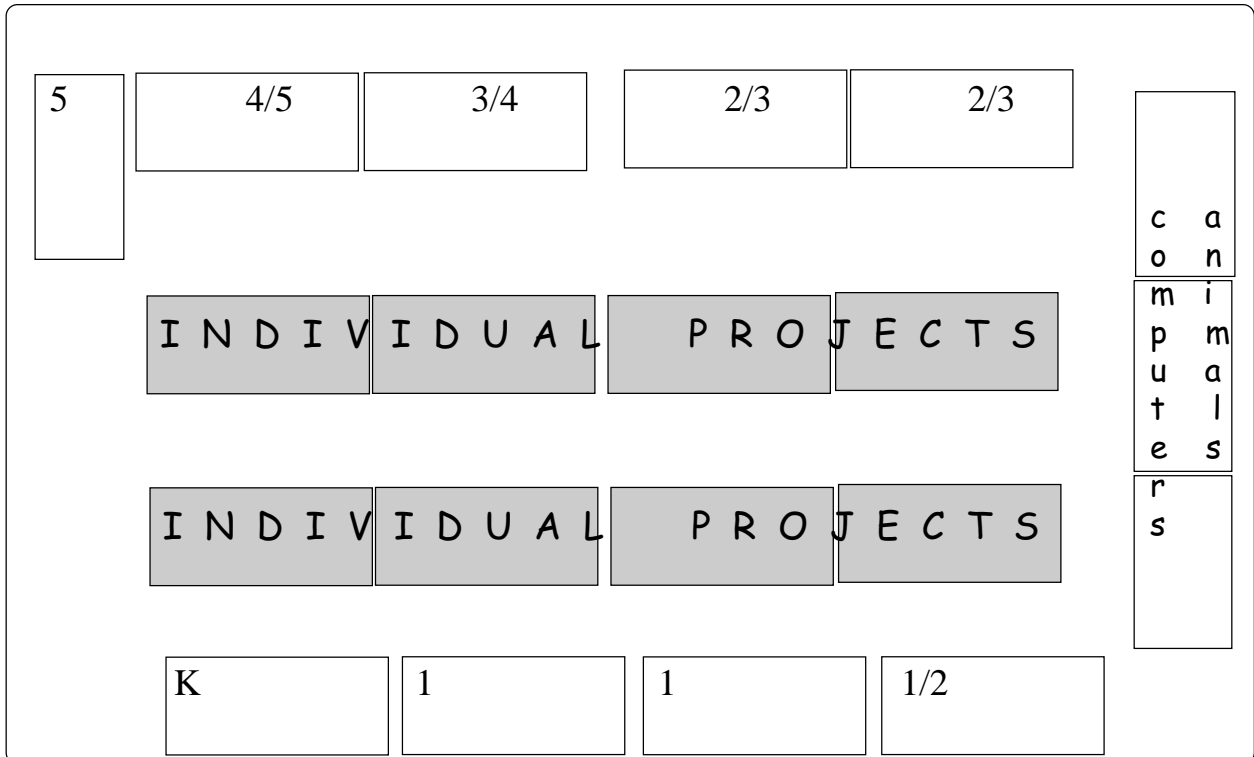 5 4/5 3/4 2/3 2/3
computers
animals
INDIVIDUAL PROJECTS
INDIVIDUAL PROJECTS
K 1 1 1/2